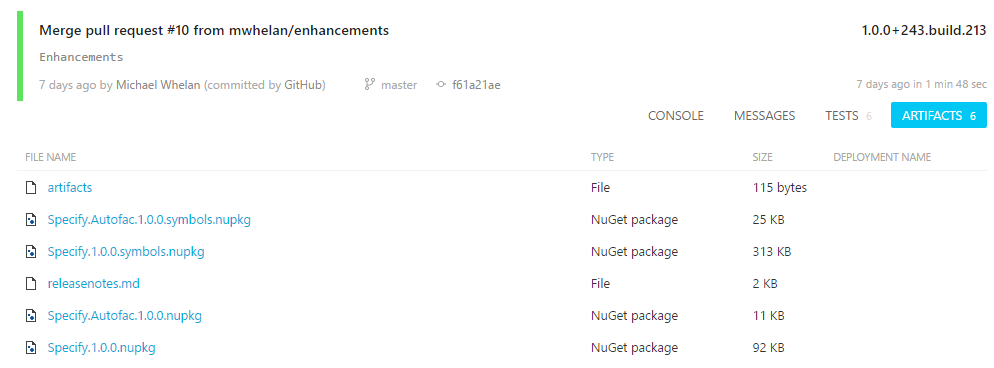 Merge pull request #10 from mwhelan/enhancements 1.0.0+243.build.213
Enhancements
7 days ago by Michael Whelan (committed by GitHub) master f61a21ae 7 days ago in 1 min 48 sec
CONSOLE MESSAGES TESTS 6 ARTIFACTS 6
FILE NAME TYPE SIZE DEPLOYMENT NAME
artifacts File 115 bytes
Specify.Autofac.1.0.0.symbols.nupkg NuGet package 25 KB
Specify.1.0.0.symbols.nupkg NuGet package 313 KB
releasenotes.md File 2 KB
Specify.Autofac.1.0.0.nupkg NuGet package 11 KB
Specify.1.0.0.nupkg NuGet package 92 KB